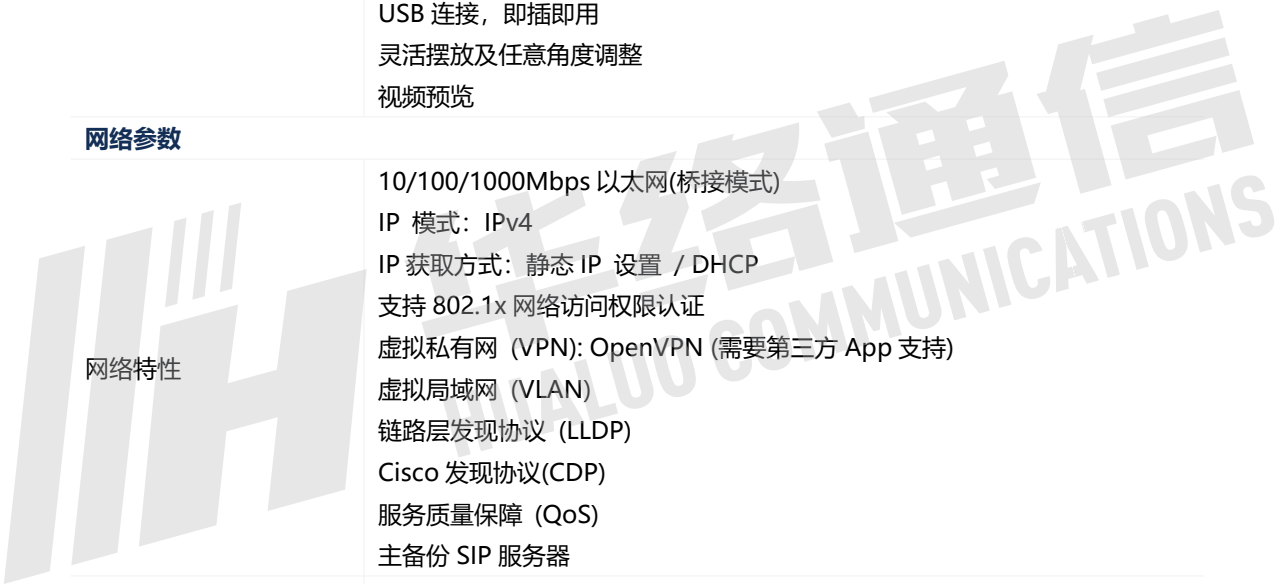 USB 连接，即插即用
灵活摆放及任意角度调整
视频预览
网络参数
网络特性
10/100/1000Mbps 以太网(桥接模式)
IP 模式：IPv4
IP 获取方式：静态 IP 设置 / DHCP
支持 802.1x 网络访问权限认证
虚拟私有网 (VPN): OpenVPN (需要第三方 App 支持)
虚拟局域网 (VLAN)
链路层发现协议 (LLDP)
Cisco 发现协议(CDP)
服务质量保障 (QoS)
主备份 SIP 服务器
华络通信
HUALUO COMMUNICATIONS